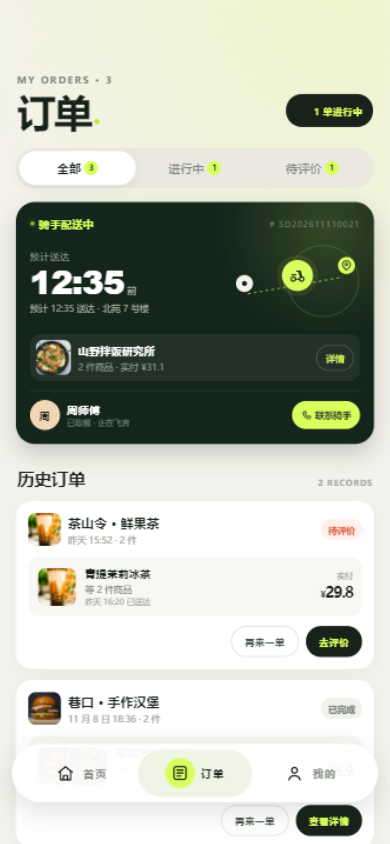 MY ORDERS • 3
订单.
1 单进行中
全部 3
进行中 1
待评价 1
骑手配送中
# SD202611110021
预计送达
12:35 前
预计 12:35 送达 · 北苑 7 号楼
山野拌饭研究所
2 件商品 · 实付 ¥31.1
详情
周
周师傅
已取餐 · 正在飞奔
联系骑手
历史订单
2 RECORDS
茶山令 • 鲜果茶
昨天 15:52 · 2 件
待评价
青提茉莉冰茶
等 2 件商品
昨天 16:20 已送达
实付
¥29.8
再来一单
去评价
巷口 • 手作汉堡
11 月 8 日 18:36 · 2 件
已完成
首页
订单
我的
再来一单
查看详情